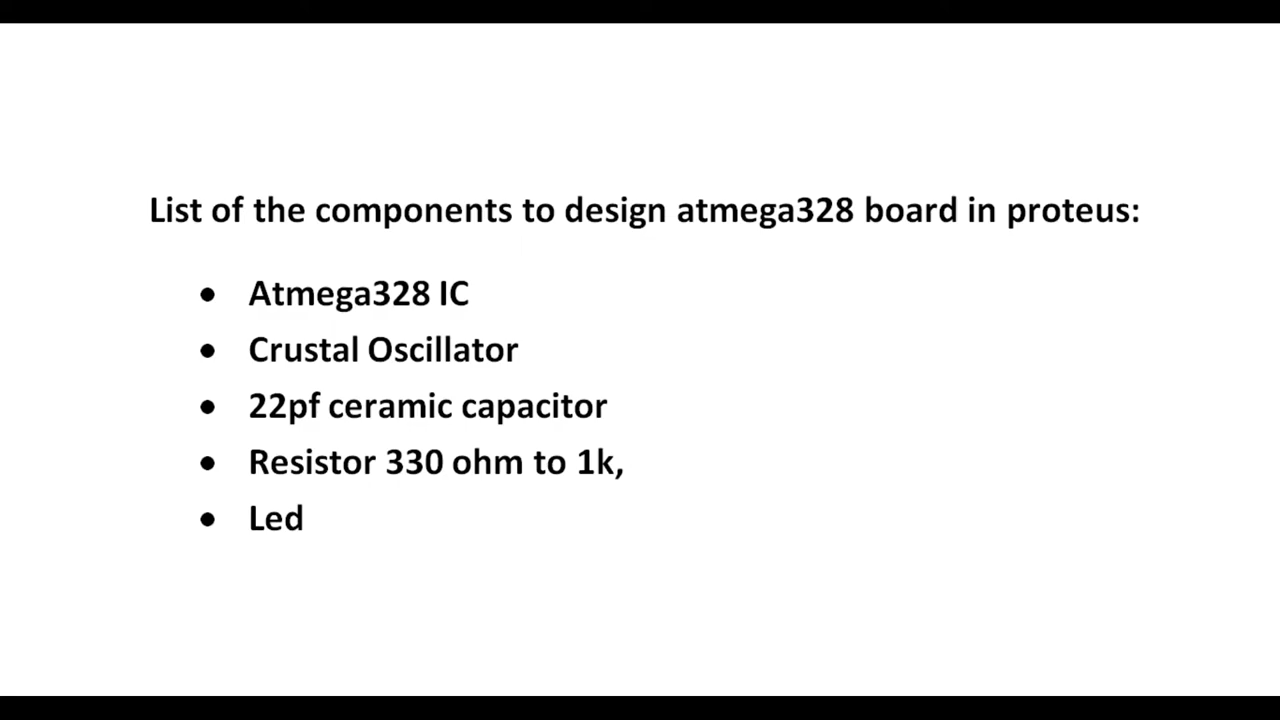 List of the components to design atmega328 board in proteus:
• Atmega328 IC
• Crustal Oscillator
• 22pf ceramic capacitor
• Resistor 330 ohm to 1k,
• Led